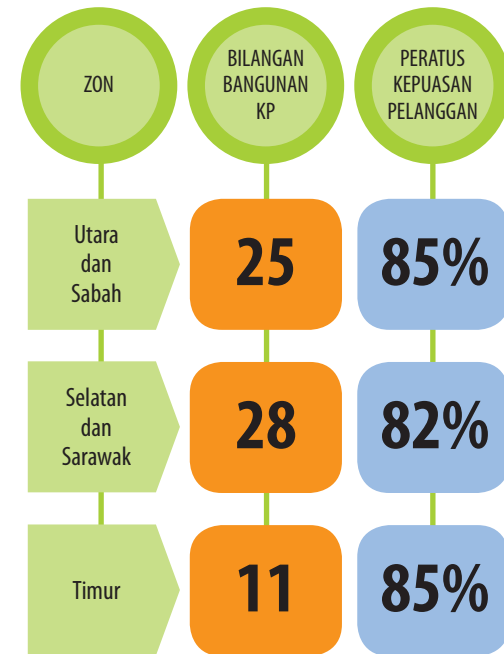 ZON
BILANGAN
BANGUNAN
KP
PERATUS
KEPUASAN
PELANGGAN
Utara
dan
Sabah
25
85%
Selatan
dan
Sarawak
28
82%
Timur
11
85%